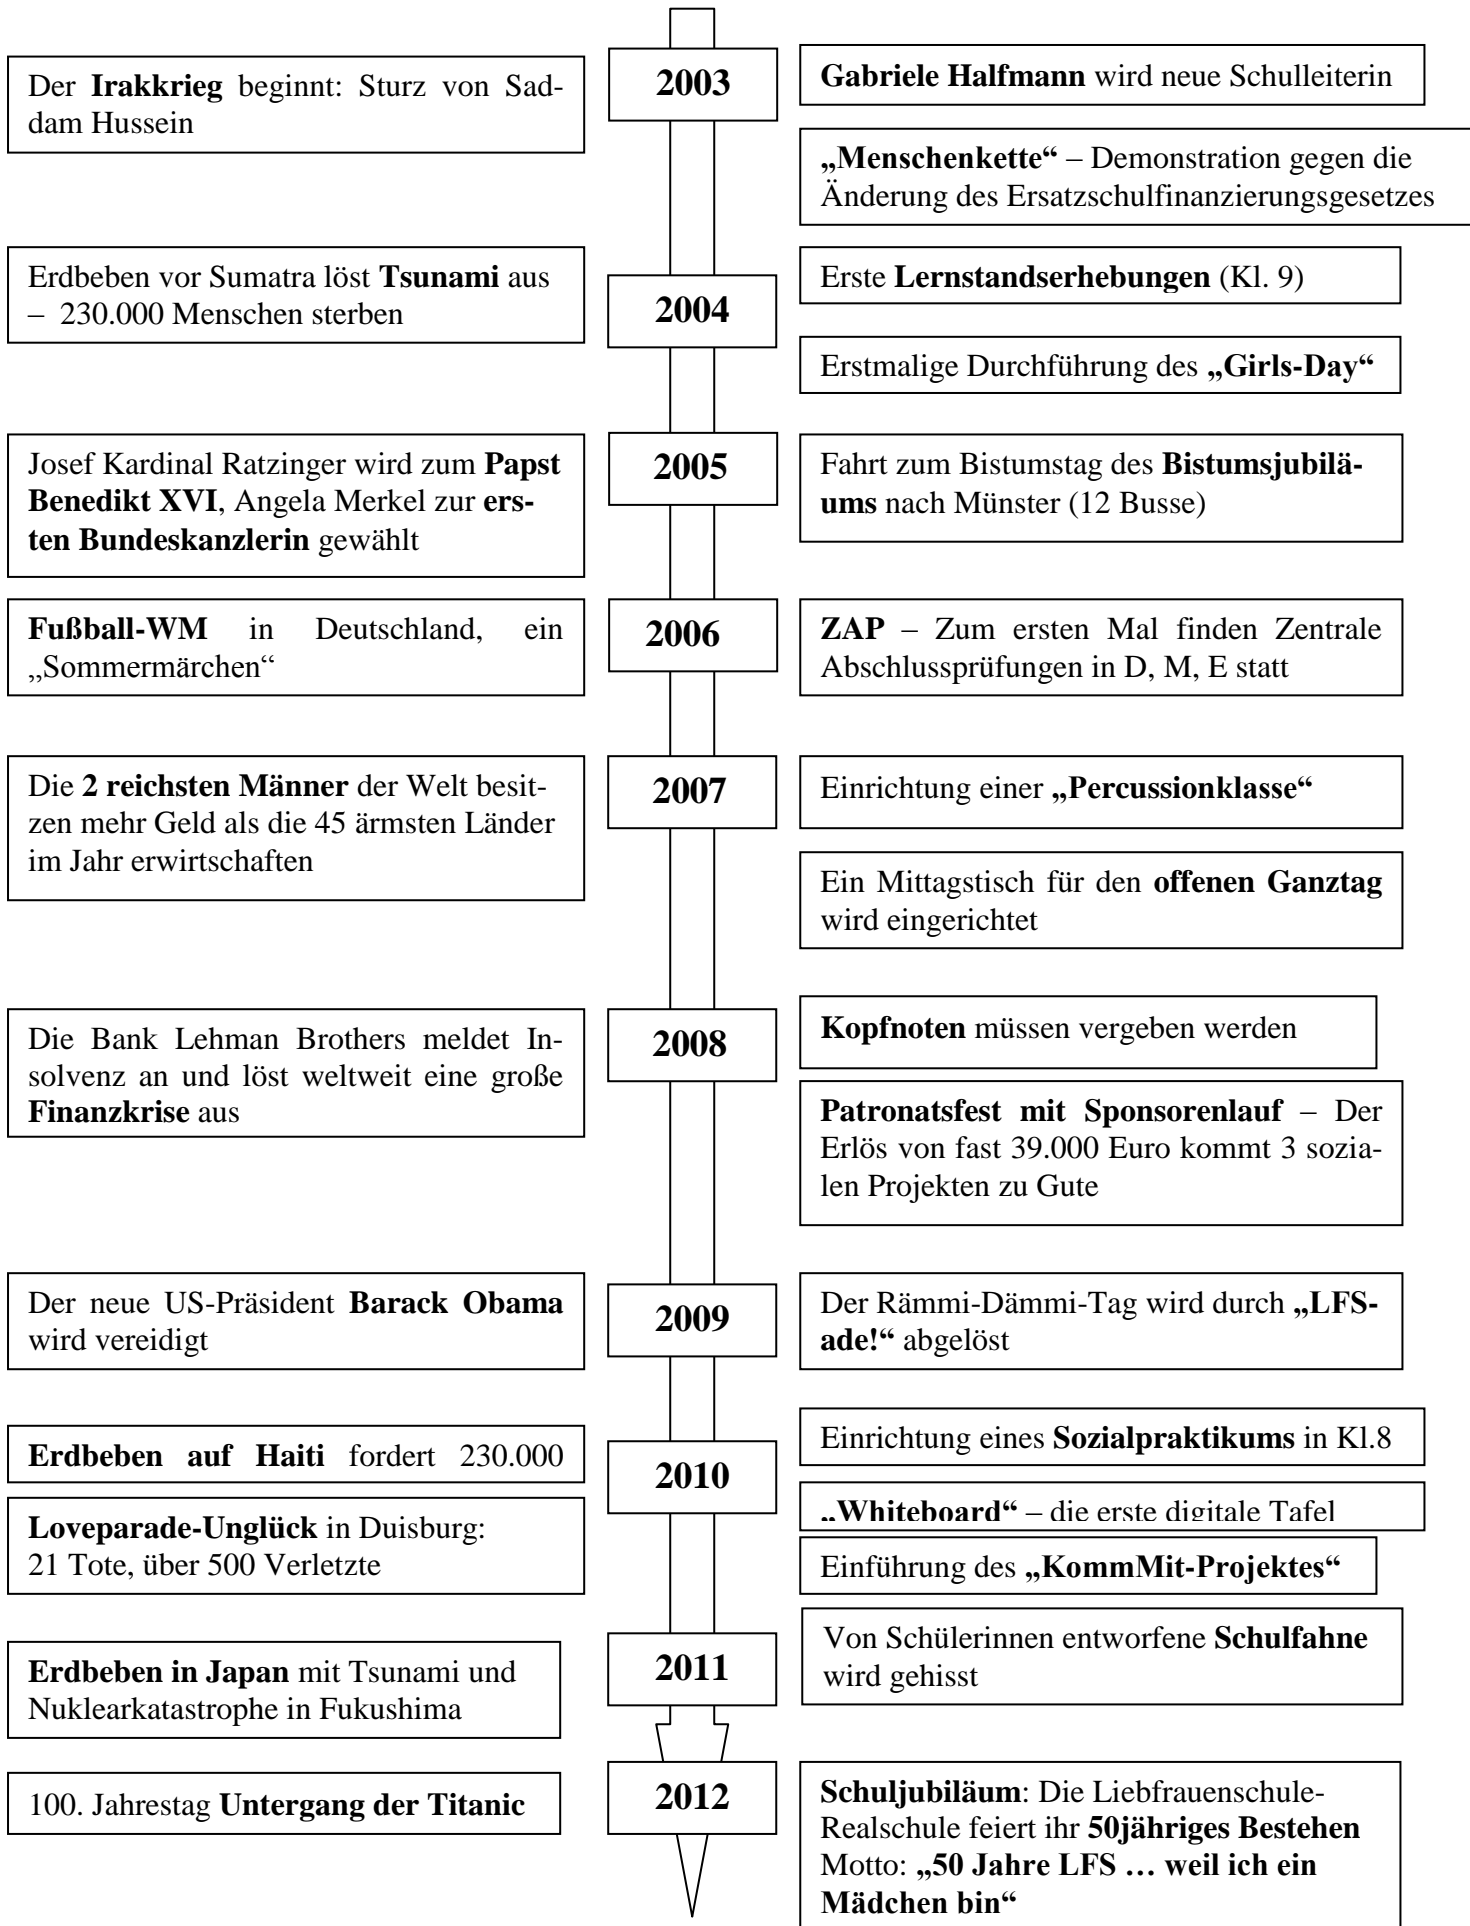 2003
Der Irakkrieg beginnt: Sturz von Sad-
dam Hussein
Gabriele Halfmann wird neue Schulleiterin
„Menschenkette“ – Demonstration gegen die
Änderung des Ersatzschulfinanzierungsgesetzes
2004
Erdbeben vor Sumatra löst Tsunami aus
– 230.000 Menschen sterben
Erste Lernstandserhebungen (Kl. 9)
Erstmalige Durchführung des „Girls-Day“
2005
Josef Kardinal Ratzinger wird zum Papst
Benedikt XVI, Angela Merkel zur ers-
ten Bundeskanzlerin gewählt
Fahrt zum Bistumstag des Bistumsjubilä-
ums nach Münster (12 Busse)
2006
Fußball-WM in Deutschland, ein
„Sommermärchen“
ZAP – Zum ersten Mal finden Zentrale
Abschlussprüfungen in D, M, E statt
2007
Die 2 reichsten Männer der Welt besit-
zen mehr Geld als die 45 ärmsten Länder
im Jahr erwirtschaften
Einrichtung einer „Percussionklasse“
Ein Mittagstisch für den offenen Ganztag
wird eingerichtet
2008
Die Bank Lehman Brothers meldet In-
solvenz an und löst weltweit eine große
Finanzkrise aus
Kopfnoten müssen vergeben werden
Patronatsfest mit Sponsorenlauf – Der
Erlös von fast 39.000 Euro kommt 3 sozia-
len Projekten zu Gute
2009
Der neue US-Präsident Barack Obama
wird vereidigt
Der Rämmi-Dämmi-Tag wird durch „LFS-
ade!“ abgelöst
2010
Erdbeben auf Haiti fordert 230.000
Loveparade-Unglück in Duisburg:
21 Tote, über 500 Verletzte
Einrichtung eines Sozialpraktikums in Kl.8
„Whiteboard“ – die erste digitale Tafel
Einführung des „KommMit-Projektes“
2011
Erdbeben in Japan mit Tsunami und
Nuklearkatastrophe in Fukushima
Von Schülerinnen entworfene Schulfahne
wird gehisst
2012
100. Jahrestag Untergang der Titanic
Schuljubiläum: Die Liebfrauenschule-
Realschule feiert ihr 50jähriges Bestehen
Motto: „50 Jahre LFS … weil ich ein
Mädchen bin“